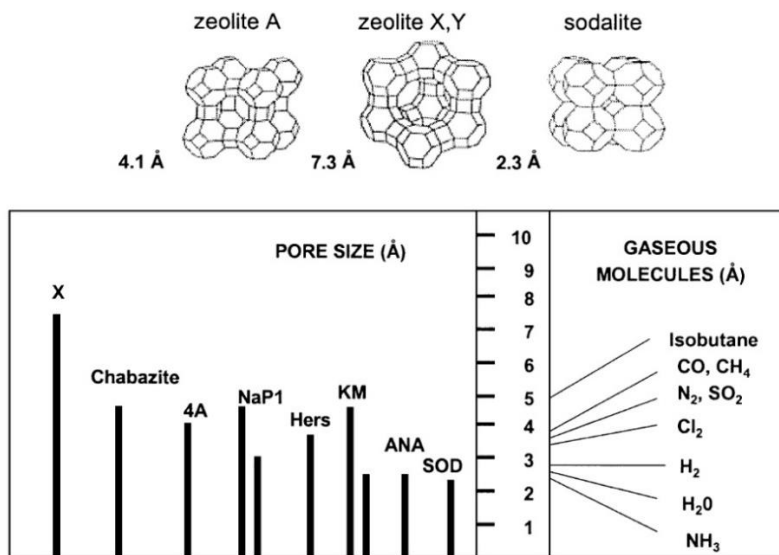 zeolite A
zeolite X,Y
sodalite
4.1 Å
7.3 Å
2.3 Å
PORE SIZE (Å)
X
Chabazite
4A
NaP1
Hers
KM
ANA
SOD
10
9
8
7
6
5
4
3
2
1
GASEOUS
MOLECULES (Å)
Isobutane
CO, CH₄
N₂, SO₂
Cl₂
H₂
H₂0
NH₃